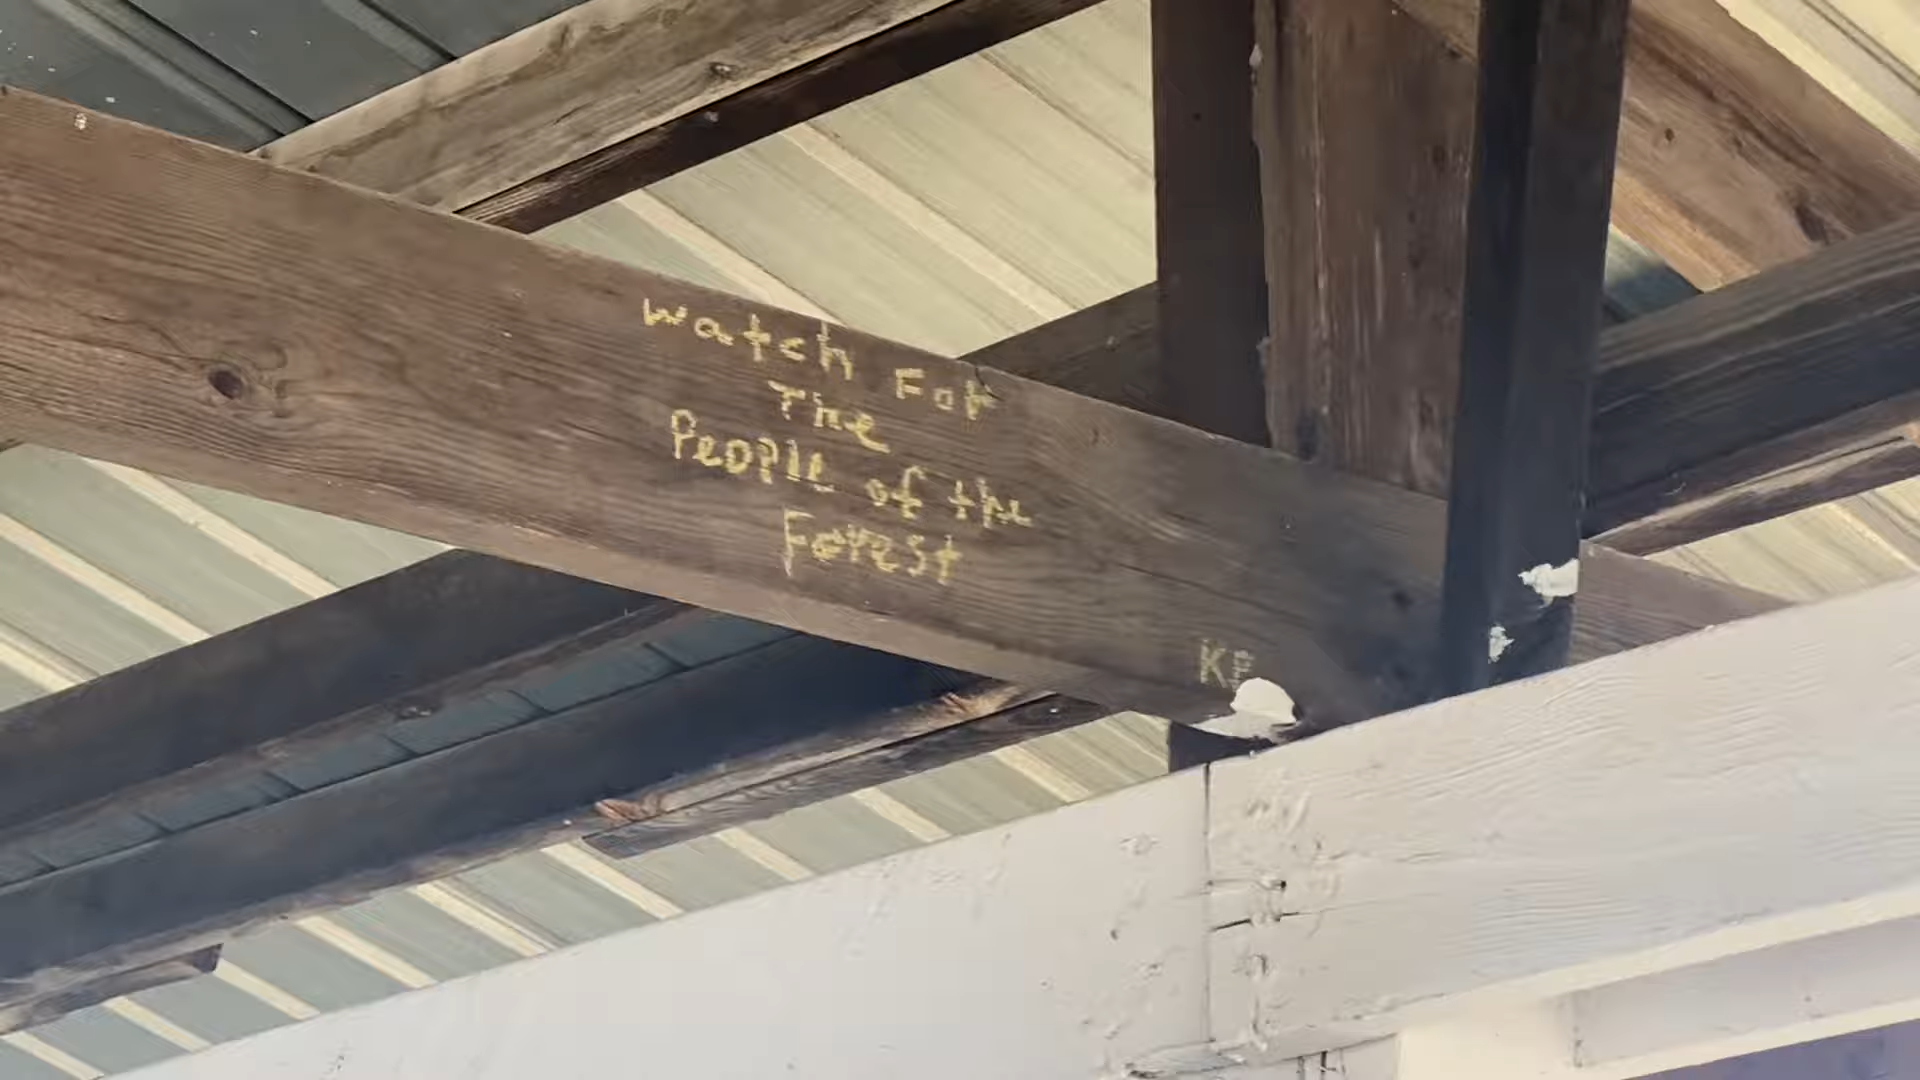 watch For
The
PeoPle of the
Forest
KP